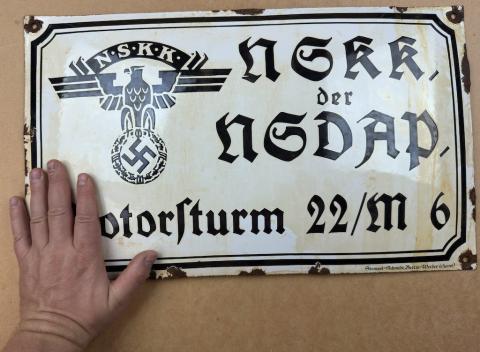 N·S·K·K
NSKK,
der
NSDAP,
otorsturm 22/M 6